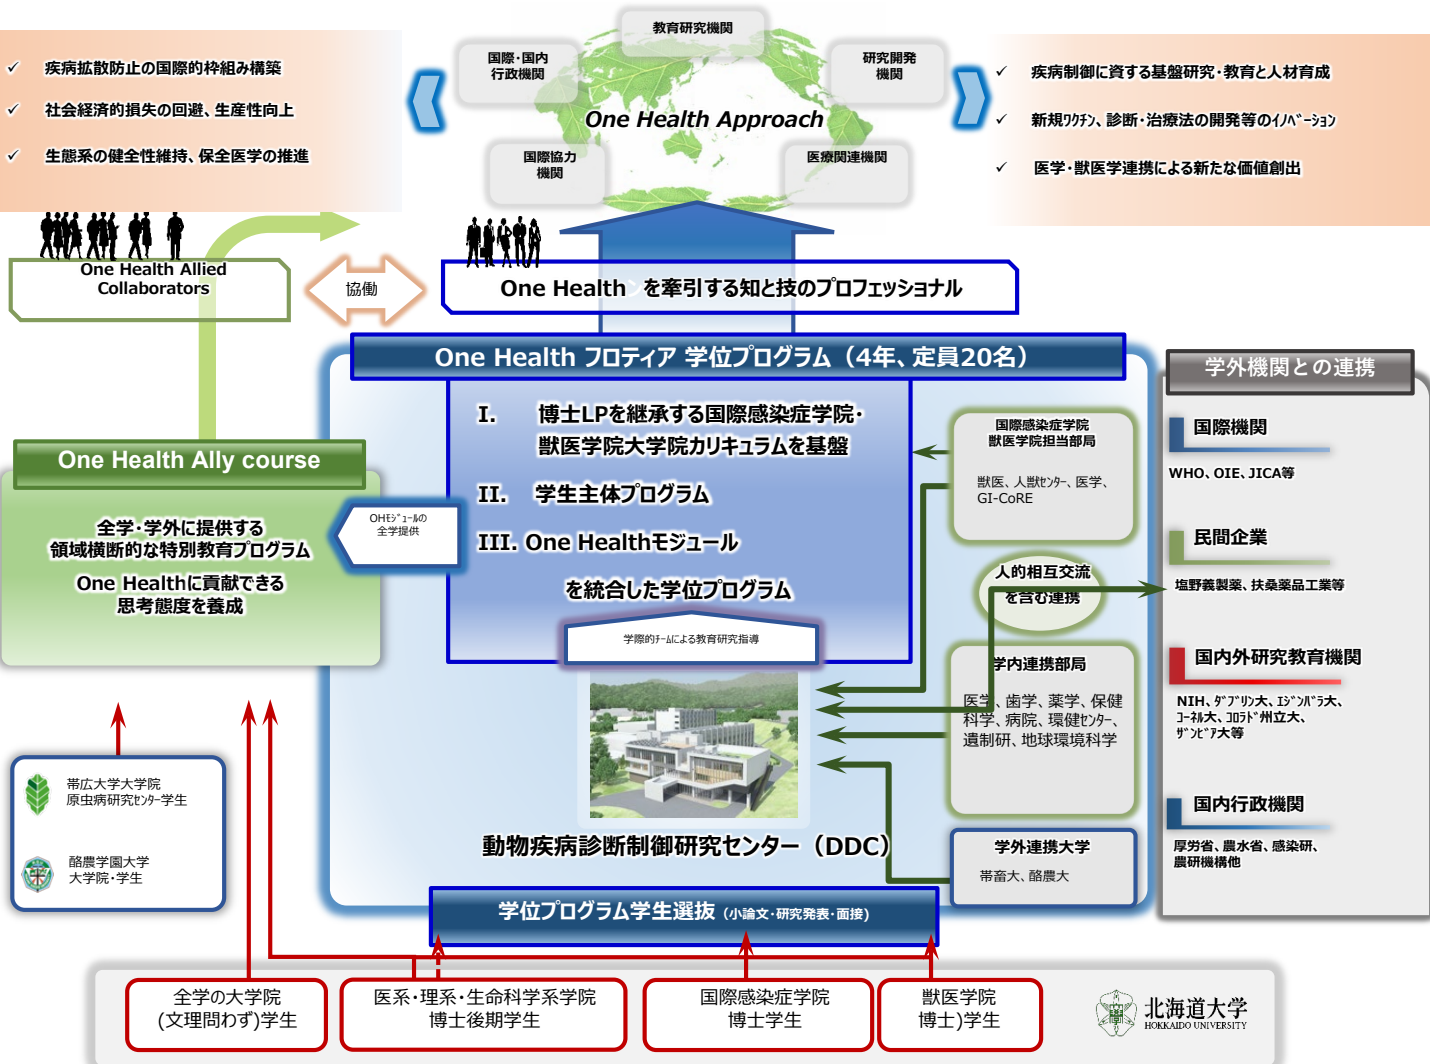 教育研究機関
国際・国内
行政機関
研究開発
機関
One Health Approach
国際協力
機関
医療関連機関
✓ 疾病拡散防止の国際的枠組み構築
✓ 社会経済的損失の回避、生産性向上
✓ 生態系の健全性維持、保全医学の推進
✓ 疾病制御に資する基盤研究・教育と人材育成
✓ 新規ワクチン、診断・治療法の開発等のイノベーション
✓ 医学・獣医学連携による新たな価値創出
One Health Allied
Collaborators
協働
One Health を牽引する知と技のプロフェッショナル
One Health フロティア 学位プログラム（4年、定員20名）
I. 博士LPを継承する国際感染症学院・
獣医学院大学院カリキュラムを基盤
II. 学生主体プログラム
III. One Healthモジュール
を統合した学位プログラム
学際的チームによる教育研究指導
動物疾病診断制御研究センター（DDC）
One Health Ally course
全学・学外に提供する
領域横断的な特別教育プログラム
One Healthに貢献できる
思考態度を養成
OHモジュールの
全学提供
国際感染症学院
獣医学院担当部局
獣医、人獣センター、医学、
GI-CoRE
人的相互交流
を含む連携
学内連携部局
医学、歯学、薬学、保健
科学、病院、環健センター、
遺制研、地球環境科学
学外連携大学
帯畜大、酪農大
学外機関との連携
国際機関
WHO、OIE、JICA等
民間企業
塩野義製薬、扶桑薬品工業等
国内外研究教育機関
NIH、ダブリン大、エジンバラ大、
コーネル大、コロラド州立大、
ザンビア大等
国内行政機関
厚労省、農水省、感染研、
農研機構他
帯広大学大学院
原虫病研究センター学生
酪農学園大学
大学院・学生
学位プログラム学生選抜（小論文・研究発表・面接)
全学の大学院
(文理問わず)学生
医系・理系・生命科学系学院
博士後期学生
国際感染症学院
博士学生
獣医学院
博士)学生
北海道大学
HOKKAIDO UNIVERSITY